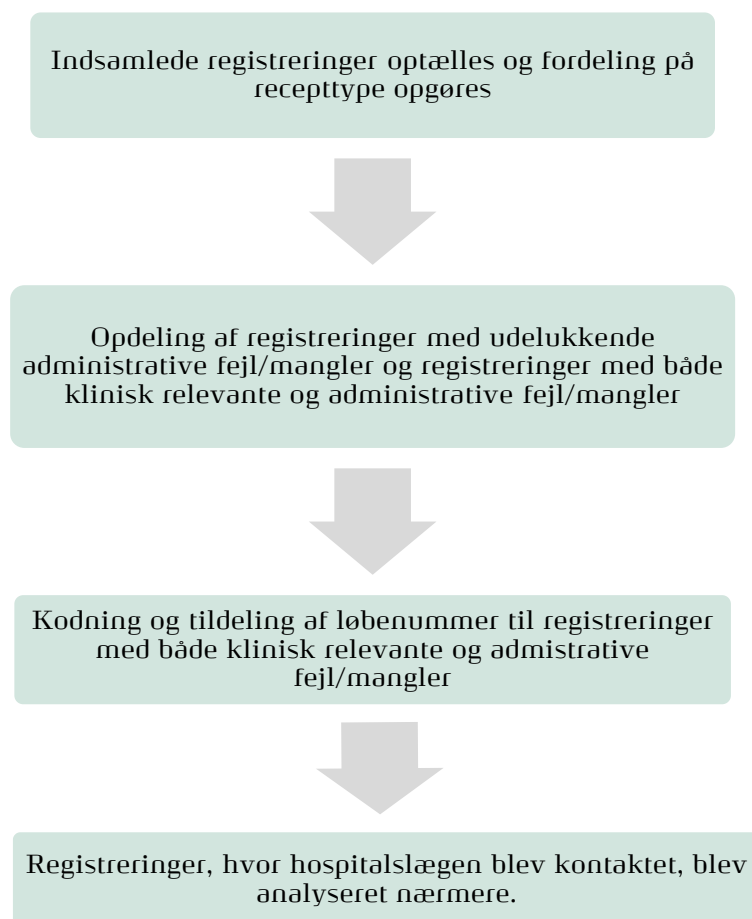 Indsamlede registreringer optælles og fordeling på
recepttype opgøres
Opdeling af registreringer med udelukkende
administrative fejl/mangler og registreringer med både
klinisk relevante og administrative fejl/mangler
Kodning og tildeling af løbenummer til registreringer
med både klinisk relevante og admistrative
fejl/mangler
Registreringer, hvor hospitalslægen blev kontaktet, blev
analyseret nærmere.